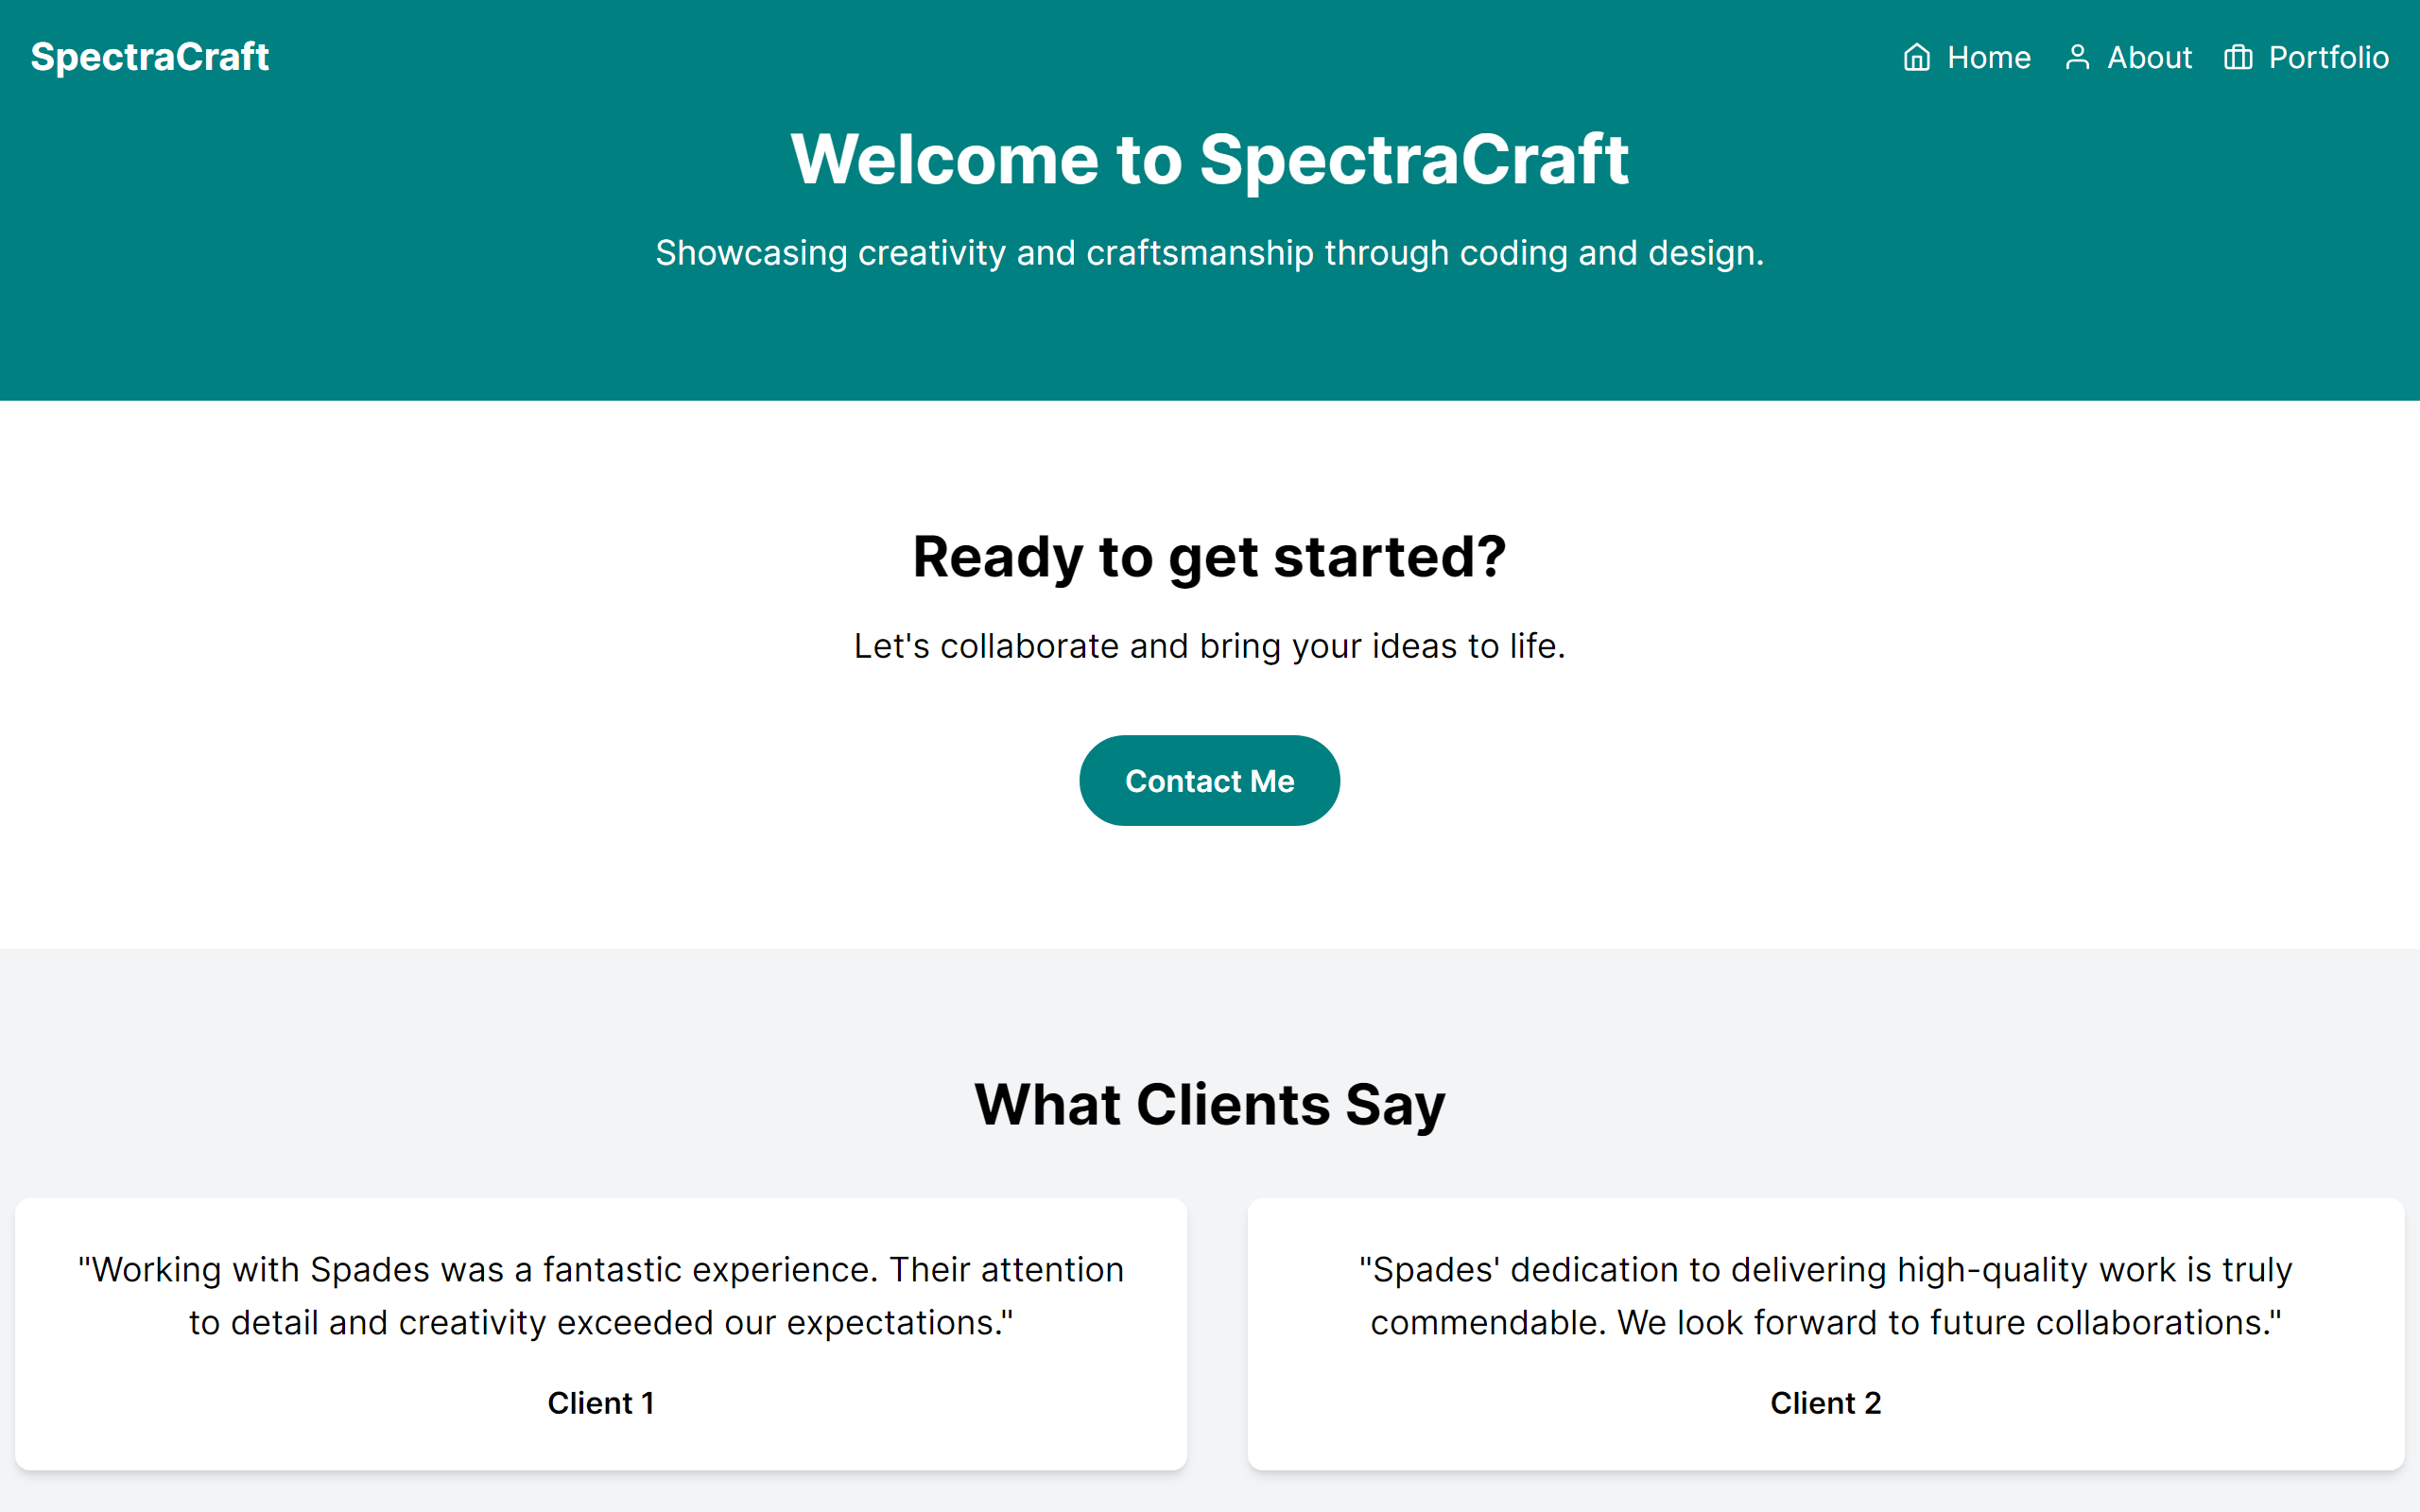 SpectraCraft
Home About Portfolio
Welcome to SpectraCraft
Showcasing creativity and craftsmanship through coding and design.
Ready to get started?
Let's collaborate and bring your ideas to life.
Contact Me
What Clients Say
"Working with Spades was a fantastic experience. Their attention
to detail and creativity exceeded our expectations."
Client 1
"Spades' dedication to delivering high-quality work is truly
commendable. We look forward to future collaborations."
Client 2